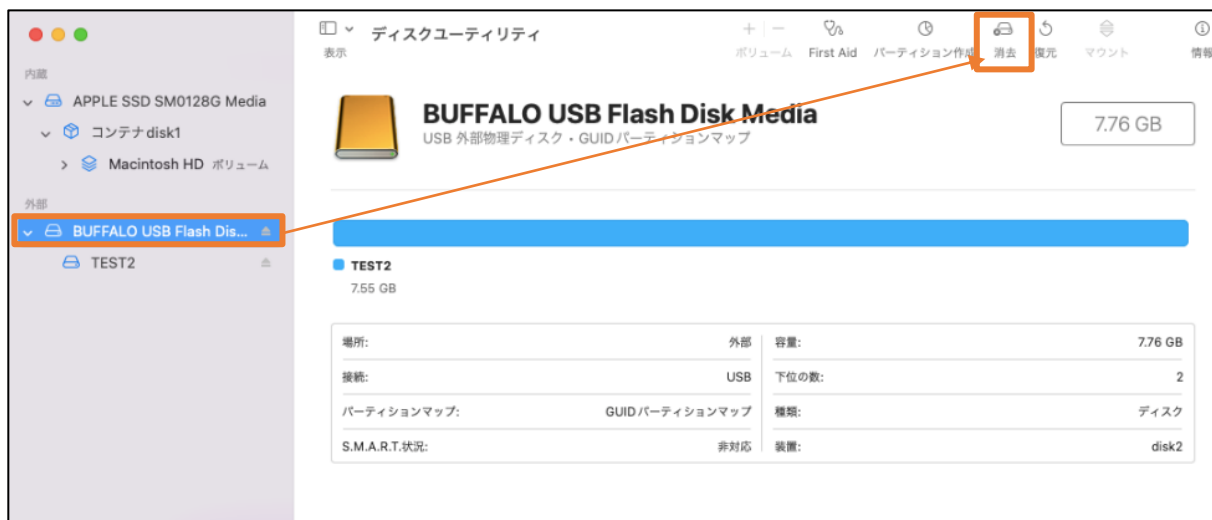 ディスクユーティリティ
表示
ボリューム
First Aid
パーティション作成
消去
復元
マウント
情報
内蔵
APPLE SSD SM0128G Media
コンテナ disk1
Macintosh HD ボリューム
外部
BUFFALO USB Flash Dis...
TEST2
BUFFALO USB Flash Disk Media
USB 外部物理ディスク・GUIDパーティションマップ
7.76 GB
TEST2
7.55 GB
場所: 外部
容量: 7.76 GB
接続: USB
下位の数: 2
パーティションマップ: GUIDパーティションマップ
種類: ディスク
S.M.A.R.T.状況: 非対応
装置: disk2